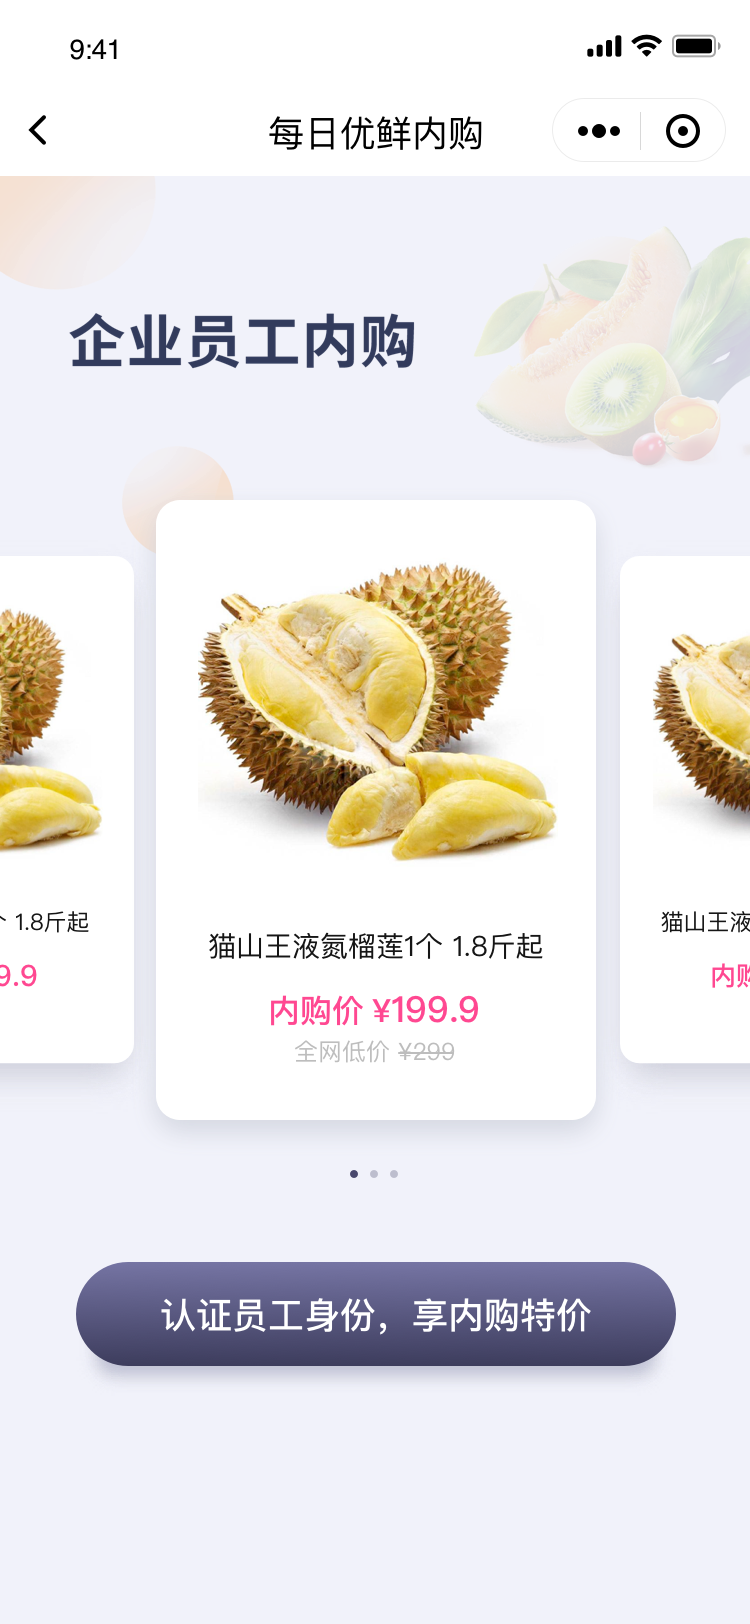 9:41
每日优鲜内购
企业员工内购
猫山王液氮榴莲1个 1.8斤起
内购价 ¥199.9
全网低价 ¥299
个 1.8斤起
9.9
猫山王液
内购
认证员工身份，享内购特价